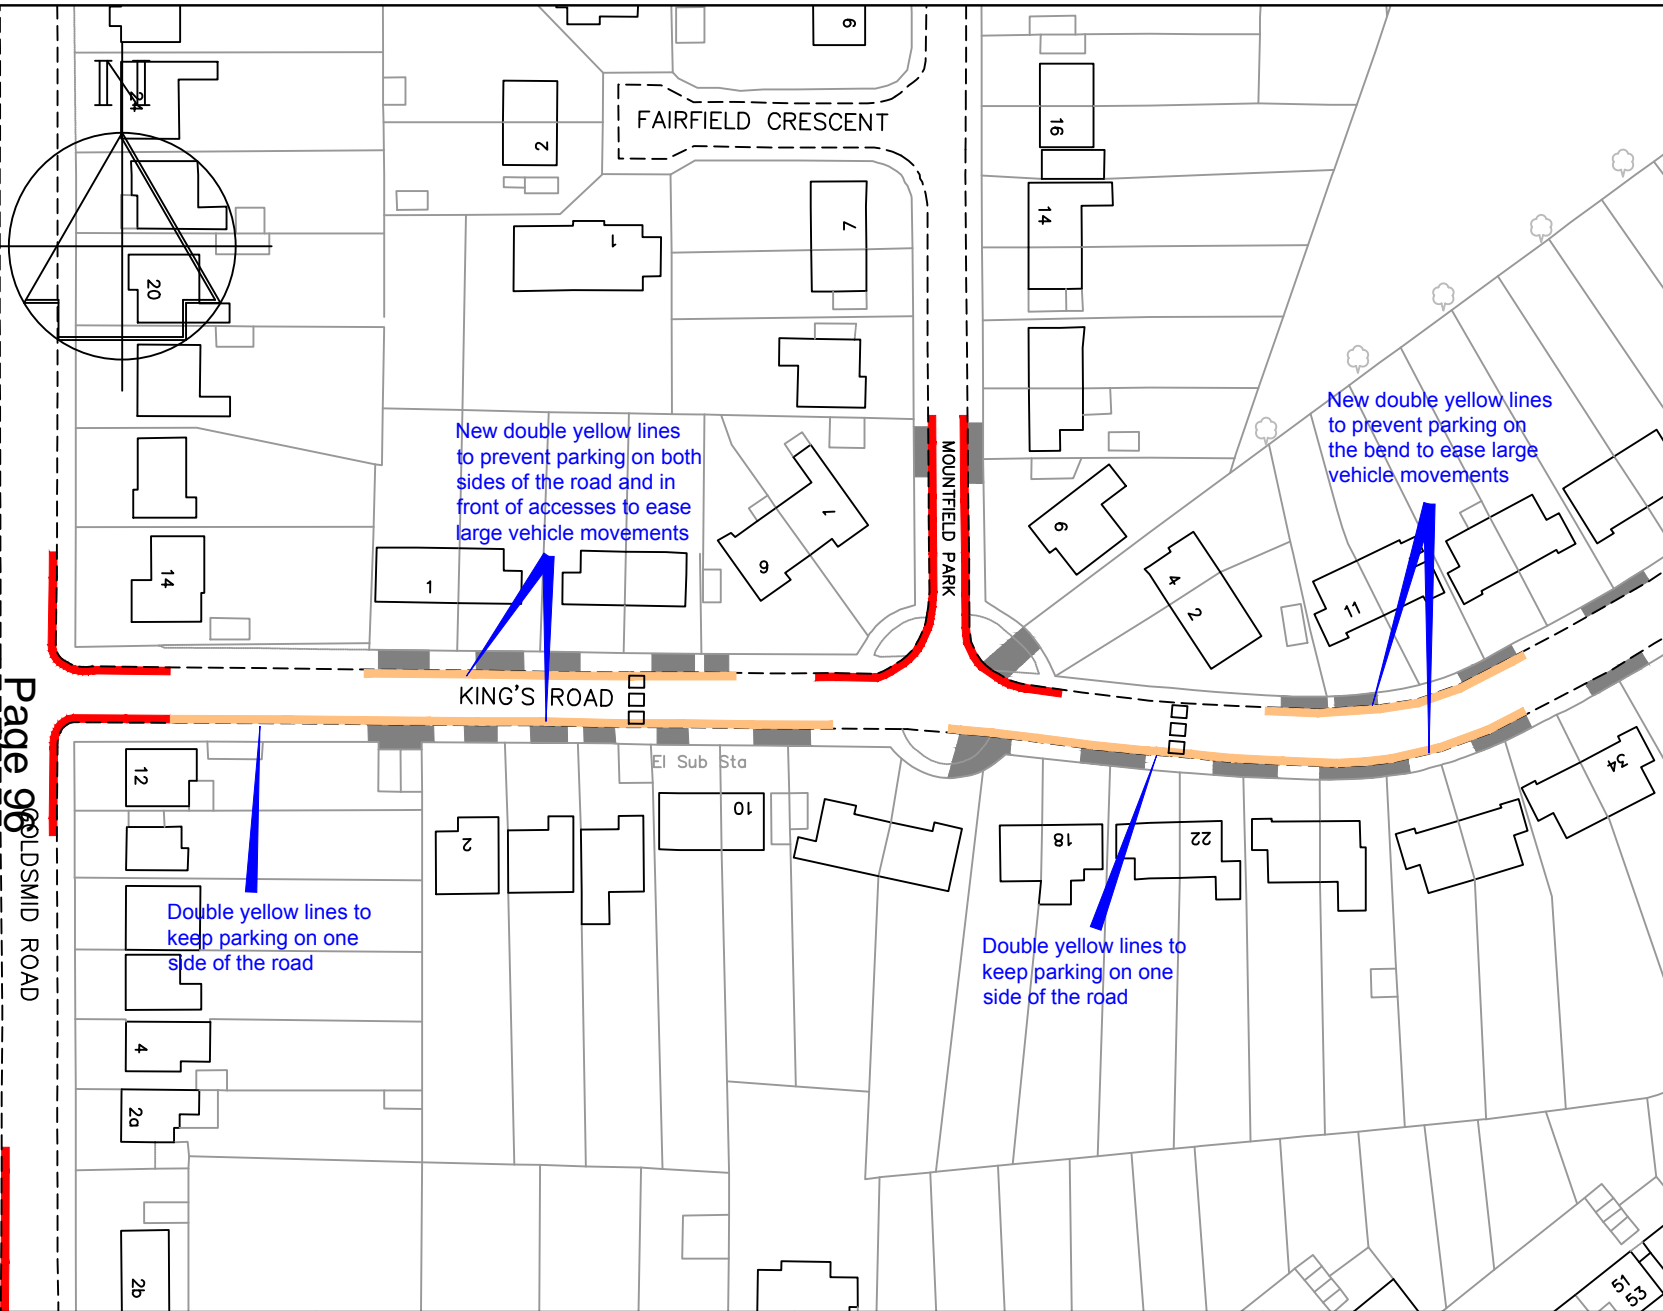 6
24
FAIRFIELD CRESCENT
2
16
14
1
7
20
New double yellow lines
to prevent parking on
the bend to ease large
vehicle movements
New double yellow lines
to prevent parking on both
sides of the road and in
front of accesses to ease
large vehicle movements
MOUNTFIELD PARK
1
9
6
14
1
4
2
11
KING'S ROAD
Page 96
GOLDSMID ROAD
12
El Sub Sta
10
2
18
22
34
Double yellow lines to
keep parking on one
side of the road
Double yellow lines to
keep parking on one
side of the road
4
2a
2b
51
53